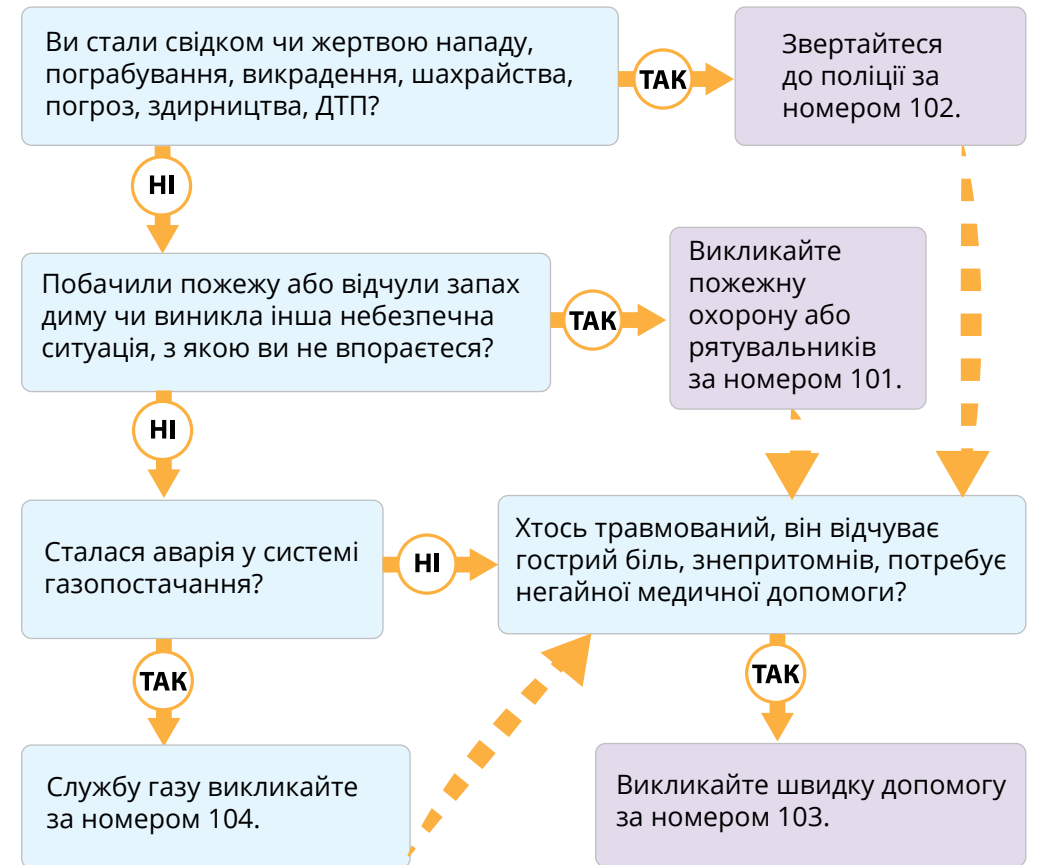 Ви стали свідком чи жертвою нападу,
пограбування, викрадення, шахрайства,
погроз, здирництва, ДТП?
ТАК
Звертайтеся
до поліції за
номером 102.
НІ
Побачили пожежу або відчули запах
диму чи виникла інша небезпечна
ситуація, з якою ви не впораєтеся?
ТАК
Викликайте
пожежну
охорону або
рятувальників
за номером 101.
НІ
Сталася аварія у системі
газопостачання?
НІ
Хтось травмований, він відчуває
гострий біль, знепритомнів, потребує
негайної медичної допомоги?
ТАК
ТАК
Службу газу викликайте
за номером 104.
Викликайте швидку допомогу
за номером 103.